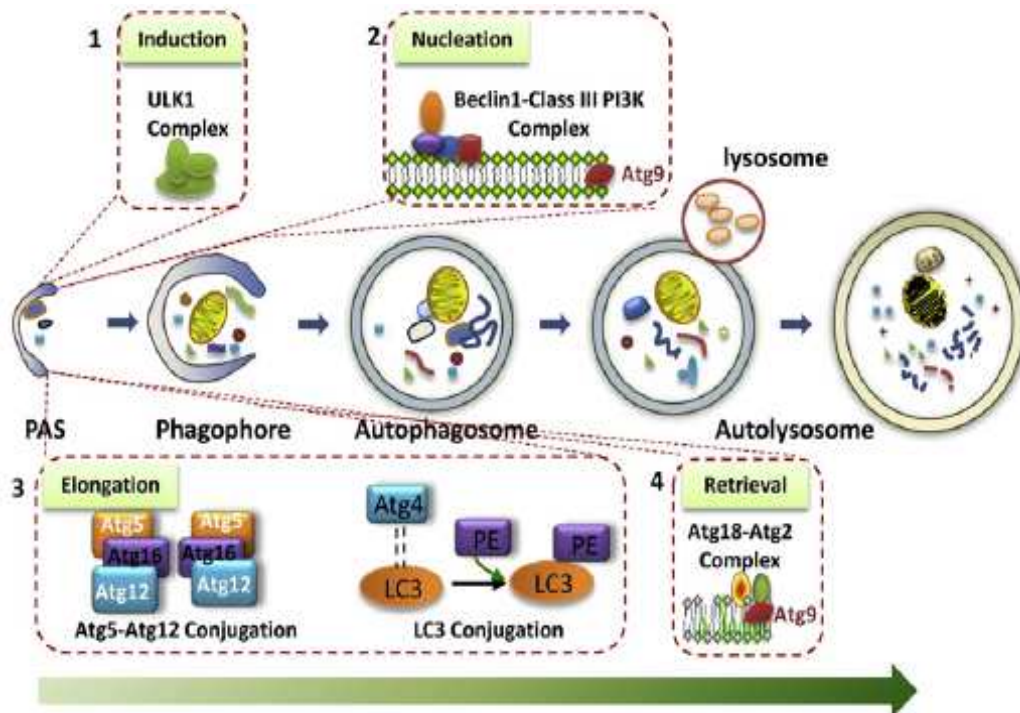 1
Induction
ULK1
Complex
2
Nucleation
Beclin1-Class III PI3K
Complex
Atg9
lysosome
PAS
Phagophore
Autophagosome
Autolysosome
3
Elongation
Atg5
Atg16
Atg12
Atg5
Atg16
Atg12
Atg5-Atg12 Conjugation
Atg4
LC3
PE
PE
LC3
LC3 Conjugation
4
Retrieval
Atg18-Atg2
Complex
Atg9